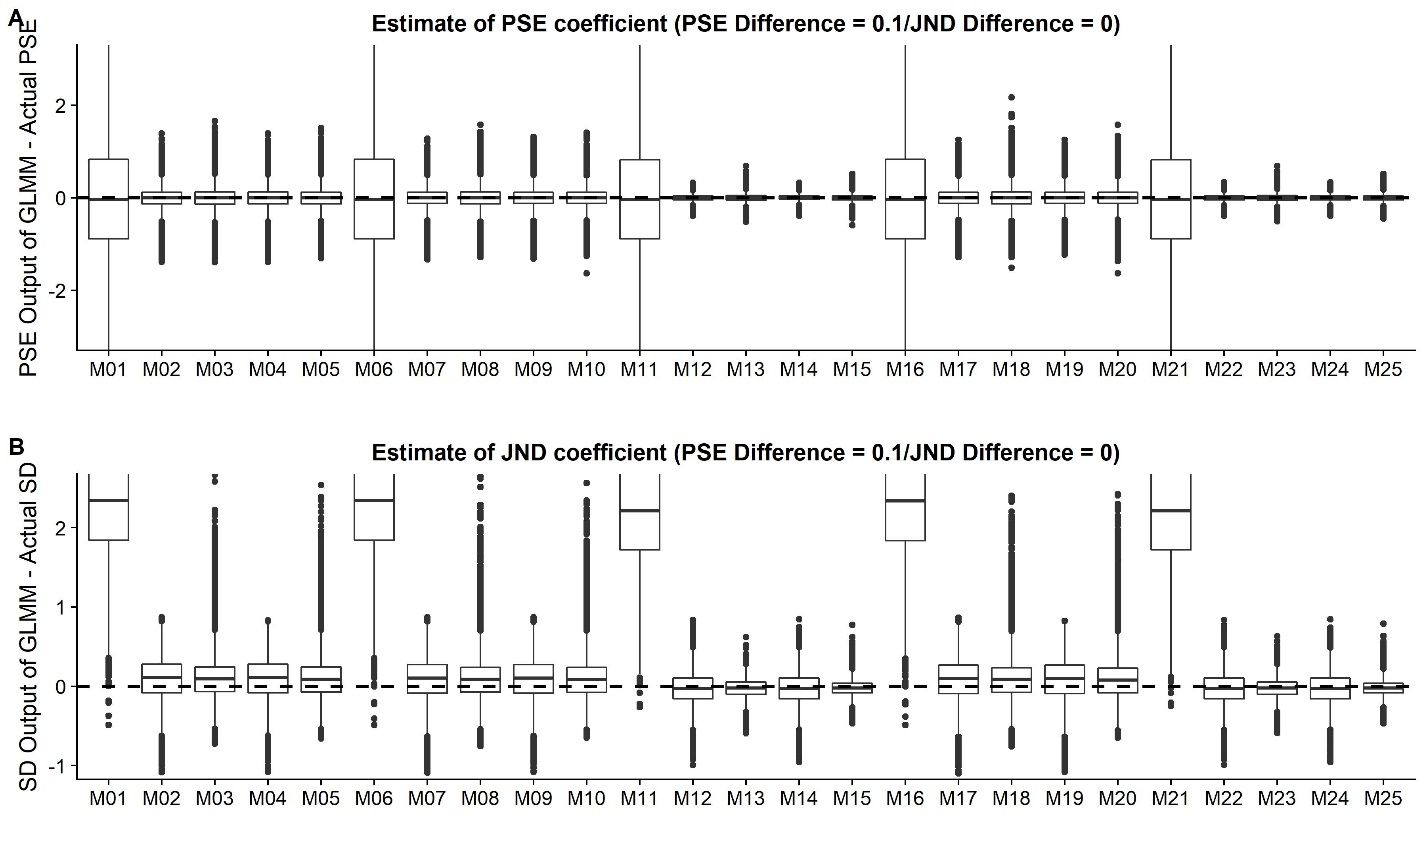 A
Estimate of PSE coefficient (PSE Difference = 0.1/JND Difference = 0)
PSE Output of GLMM - Actual PSE
2
0
-2
M01 M02 M03 M04 M05 M06 M07 M08 M09 M10 M11 M12 M13 M14 M15 M16 M17 M18 M19 M20 M21 M22 M23 M24 M25
B
Estimate of JND coefficient (PSE Difference = 0.1/JND Difference = 0)
SD Output of GLMM - Actual SD
2
1
0
-1
M01 M02 M03 M04 M05 M06 M07 M08 M09 M10 M11 M12 M13 M14 M15 M16 M17 M18 M19 M20 M21 M22 M23 M24 M25